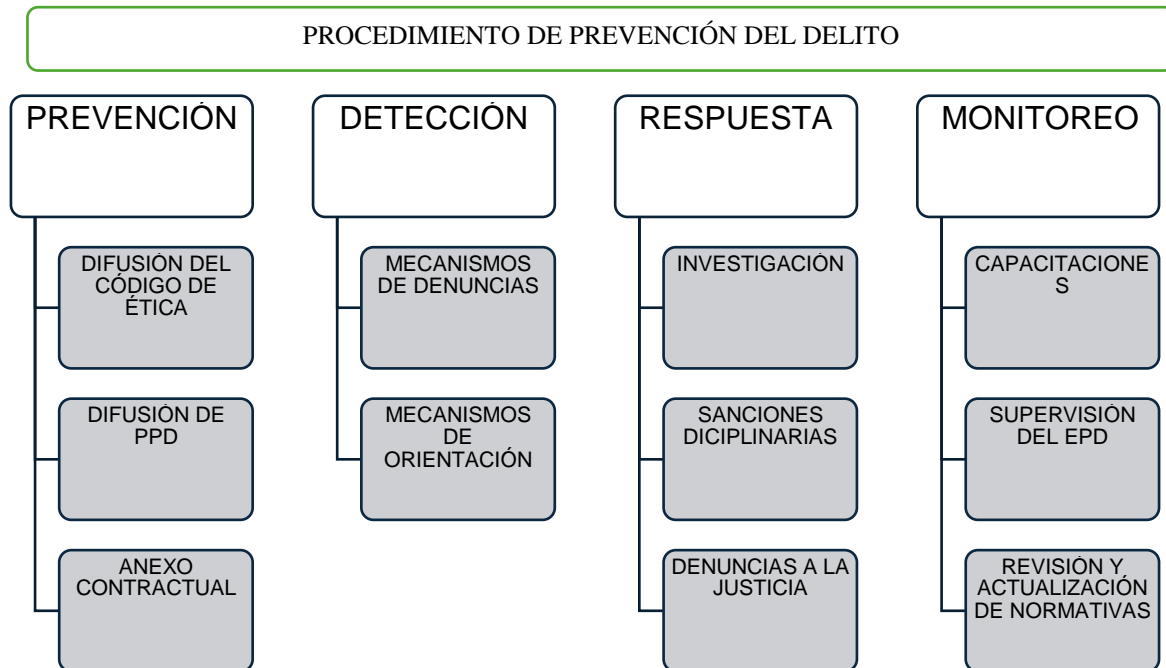 PROCEDIMIENTO DE PREVENCIÓN DEL DELITO
PREVENCIÓN
DIFUSIÓN DEL
CÓDIGO DE
ÉTICA
DIFUSIÓN DE
PPD
ANEXO
CONTRACTUAL
DETECCIÓN
MECANISMOS
DE DENUNCIAS
MECANISMOS
DE
ORIENTACIÓN
RESPUESTA
INVESTIGACIÓN
SANCIONES
DICIPLINARIAS
DENUNCIAS A LA
JUSTICIA
MONITOREO
CAPACITACIONE
S
SUPERVISIÓN
DEL EPD
REVISIÓN Y
ACTUALIZACIÓN
DE NORMATIVAS